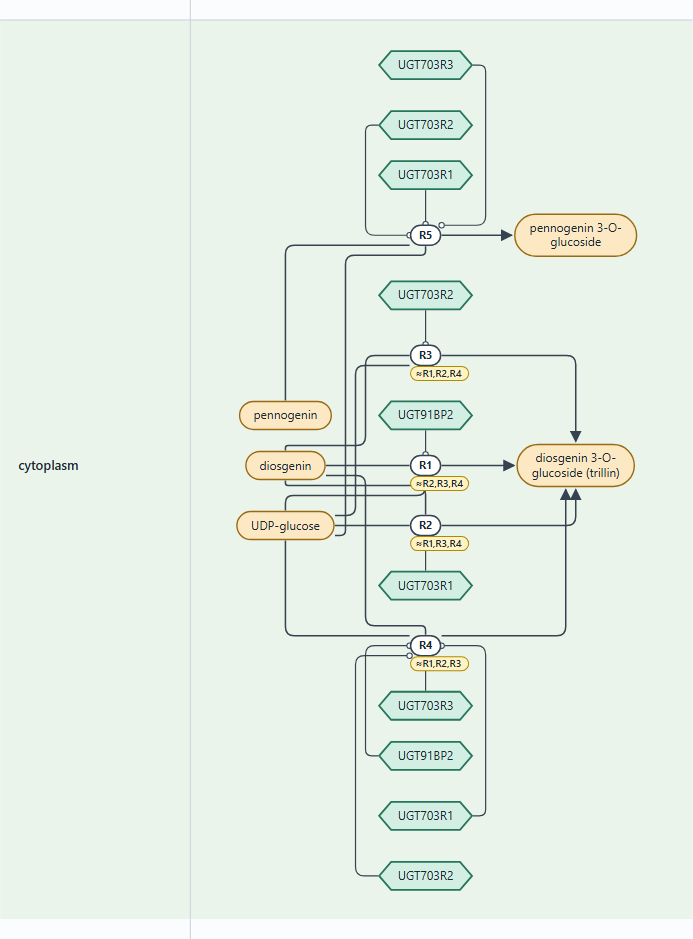 UGT703R3
UGT703R2
UGT703R1
R5
pennogenin 3-O-
glucoside
UGT703R2
R3
≈R1,R2,R4
pennogenin
UGT91BP2
cytoplasm
diosgenin
R1
diosgenin 3-O-
glucoside (trillin)
≈R2,R3,R4
UDP-glucose
R2
≈R1,R3,R4
UGT703R1
R4
≈R1,R2,R3
UGT703R3
UGT91BP2
UGT703R1
UGT703R2